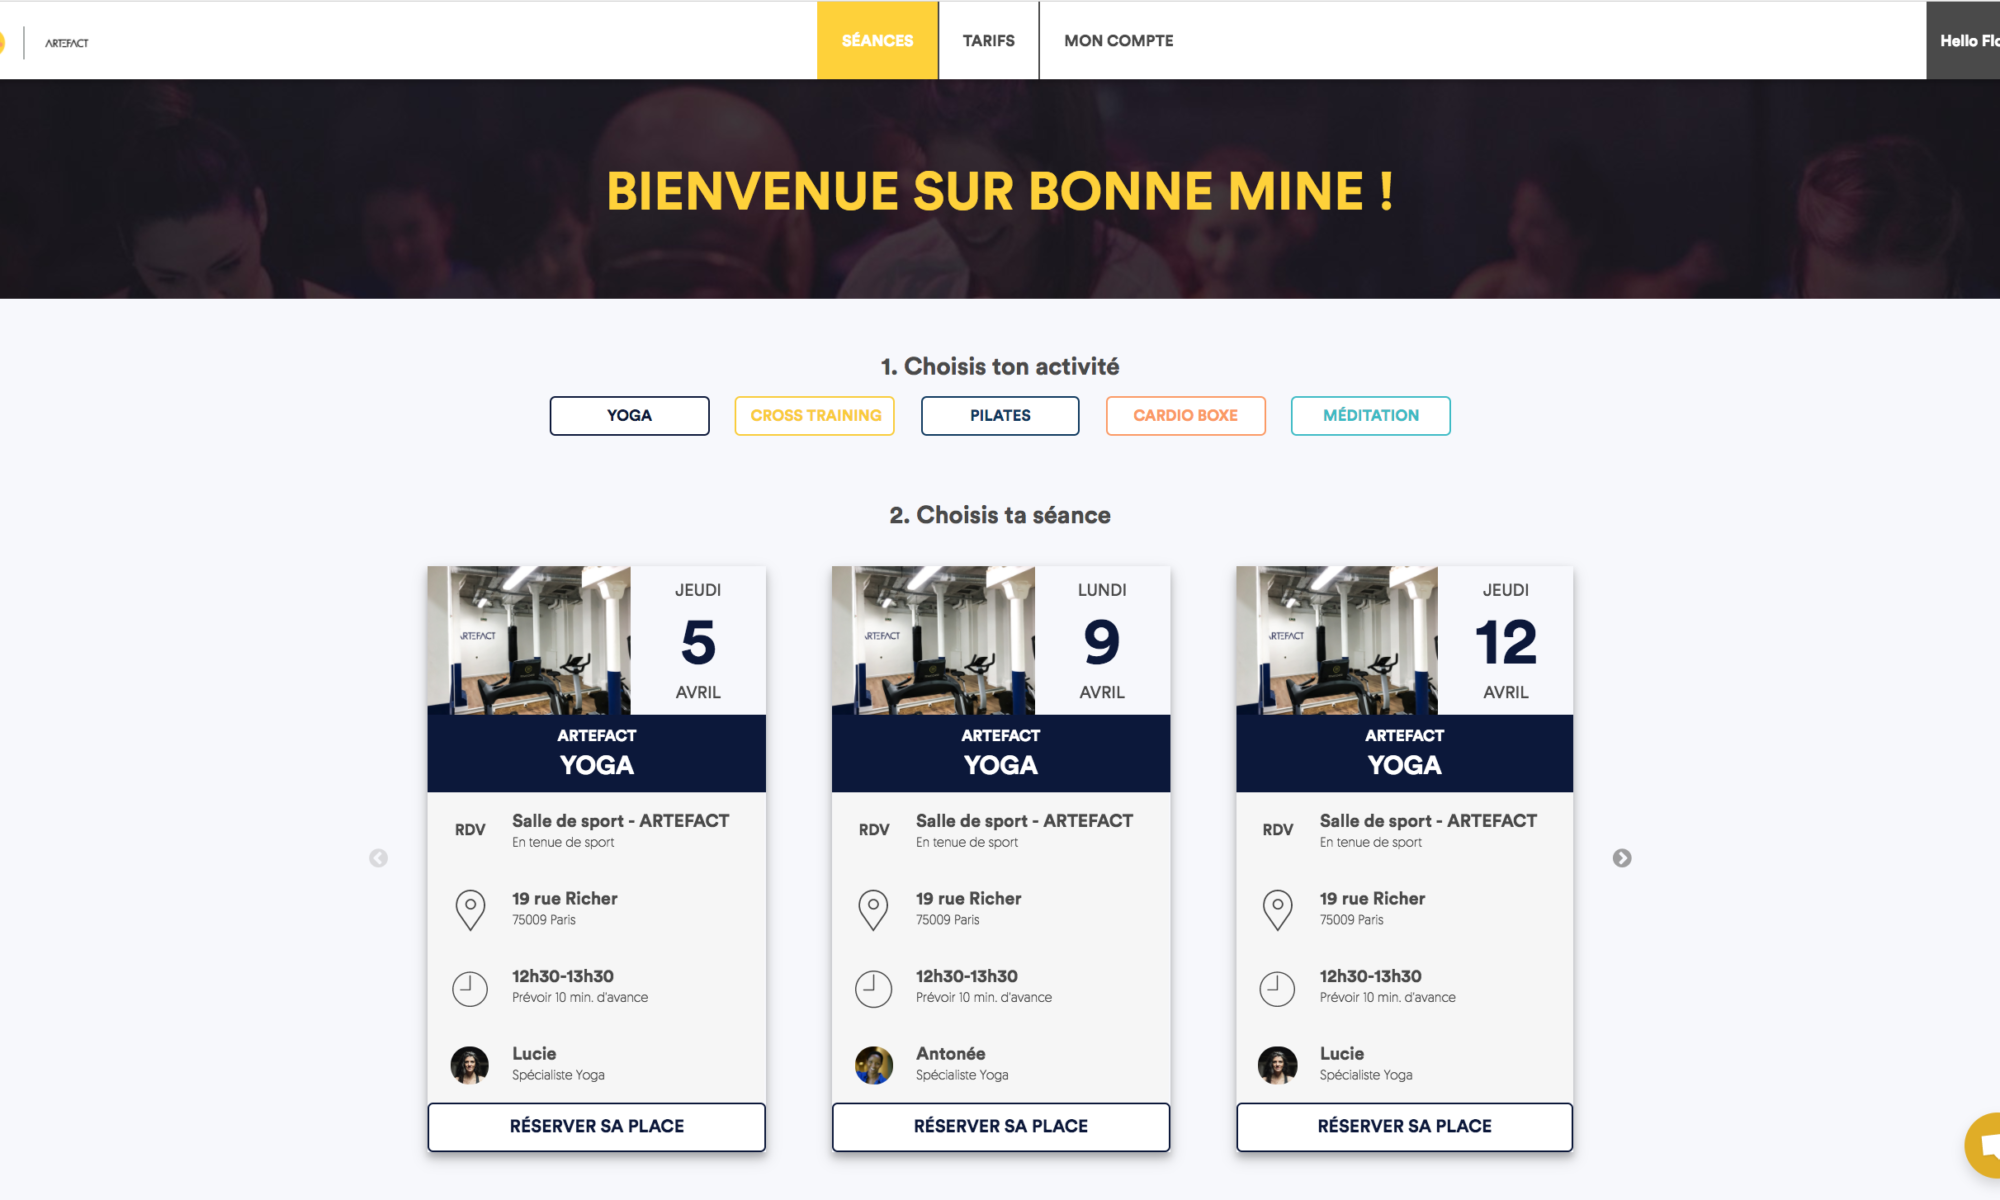 ARTEFACT
SÉANCES
TARIFS
MON COMPTE
Hello Flo
BIENVENUE SUR BONNE MINE !
1. Choisis ton activité
YOGA
CROSS TRAINING
PILATES
CARDIO BOXE
MÉDITATION
2. Choisis ta séance
ARTEFACT
JEUDI
5
AVRIL
ARTEFACT
YOGA
RDV
Salle de sport - ARTEFACT
En tenue de sport
19 rue Richer
75009 Paris
12h30-13h30
Prévoir 10 min. d'avance
Lucie
Spécialiste Yoga
RÉSERVER SA PLACE
ARTEFACT
LUNDI
9
AVRIL
ARTEFACT
YOGA
RDV
Salle de sport - ARTEFACT
En tenue de sport
19 rue Richer
75009 Paris
12h30-13h30
Prévoir 10 min. d'avance
Antonée
Spécialiste Yoga
RÉSERVER SA PLACE
ARTEFACT
JEUDI
12
AVRIL
ARTEFACT
YOGA
RDV
Salle de sport - ARTEFACT
En tenue de sport
19 rue Richer
75009 Paris
12h30-13h30
Prévoir 10 min. d'avance
Lucie
Spécialiste Yoga
RÉSERVER SA PLACE